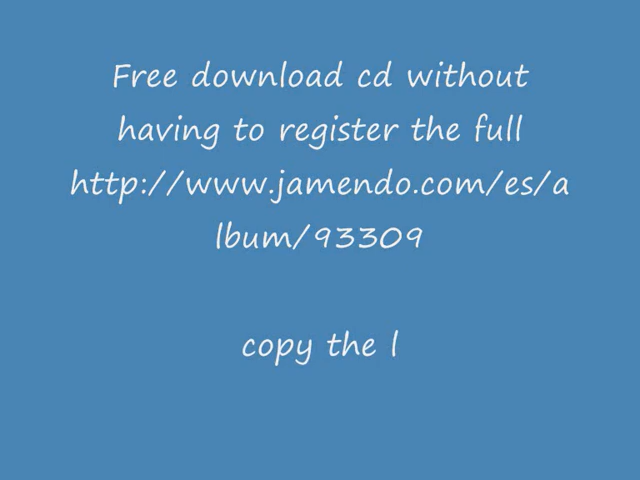 Free download cd without
having to register the full
http://www.jamendo.com/es/a
lbum/93309
copy the l